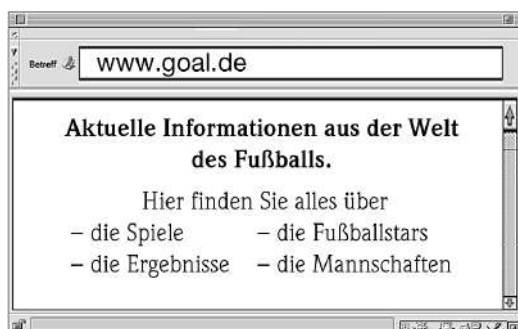 Betreff www.goal.de
Aktuelle Informationen aus der Welt
des Fußballs.
Hier finden Sie alles über
– die Spiele – die Fußballstars
– die Ergebnisse – die Mannschaften